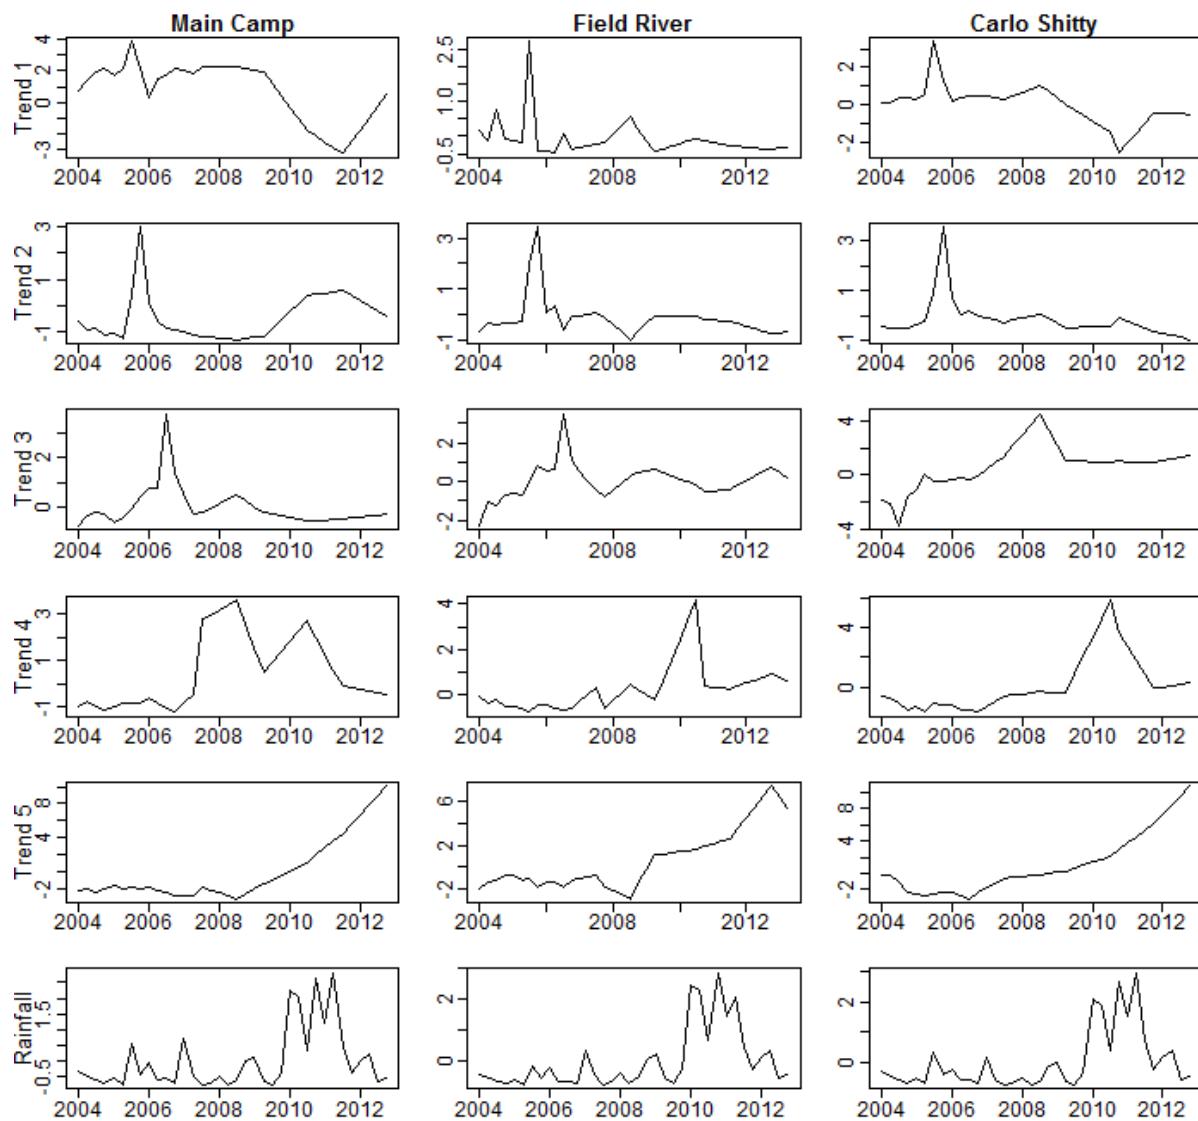 Main Camp Field River Carlo Shitty
Trend 1 -3 0 2 4 -0.5 1.0 2.5 -2 0 2
2004 2006 2008 2010 2012 2004 2008 2012 2004 2006 2008 2010 2012
Trend 2 -1 1 3 -1 1 3 -1 1 3
2004 2006 2008 2010 2012 2004 2008 2012 2004 2006 2008 2010 2012
Trend 3 0 2 -2 0 2 -4 0 4
2004 2006 2008 2010 2012 2004 2008 2012 2004 2006 2008 2010 2012
Trend 4 -1 1 3 0 2 4 0 4
2004 2006 2008 2010 2012 2004 2008 2012 2004 2006 2008 2010 2012
Trend 5 -2 4 8 -2 2 6 -2 4 8
2004 2006 2008 2010 2012 2004 2008 2012 2004 2006 2008 2010 2012
Rainfall -0.5 1.5 0 2 0 2
2004 2006 2008 2010 2012 2004 2006 2008 2010 2012 2004 2006 2008 2010 2012